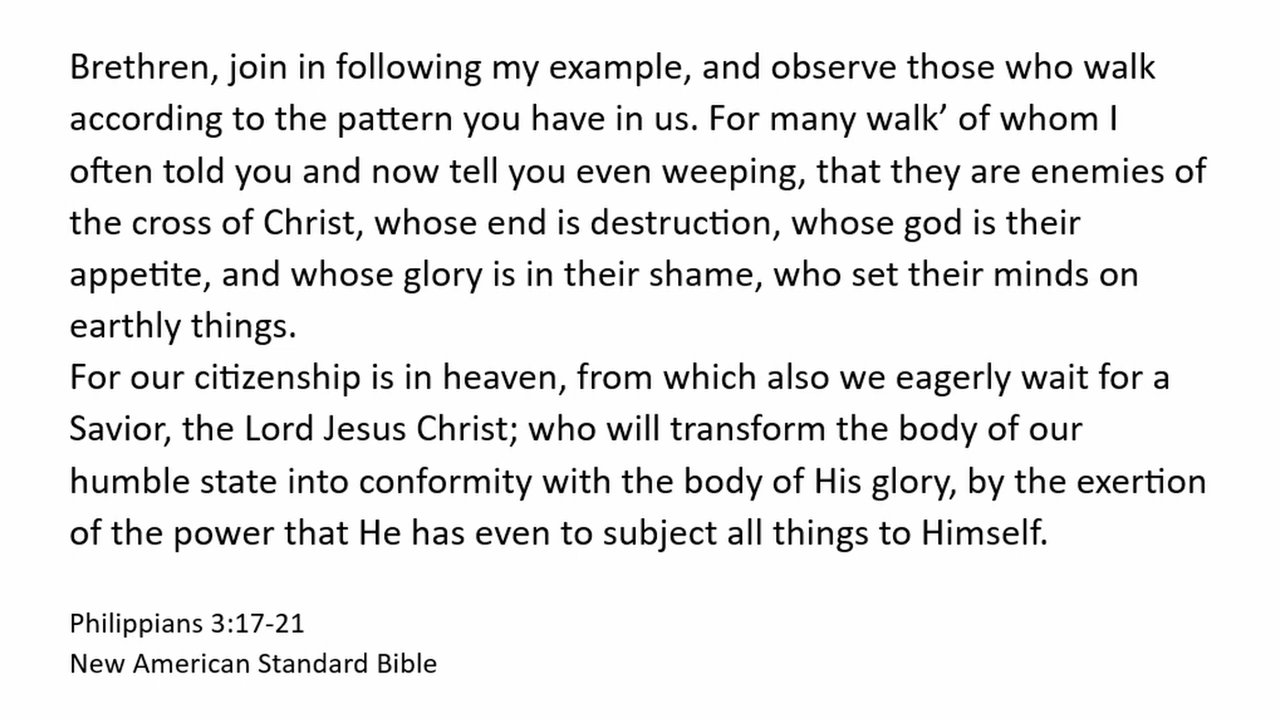 Brethren, join in following my example, and observe those who walk
according to the pattern you have in us. For many walk’ of whom I
often told you and now tell you even weeping, that they are enemies of
the cross of Christ, whose end is destruction, whose god is their
appetite, and whose glory is in their shame, who set their minds on
earthly things.
For our citizenship is in heaven, from which also we eagerly wait for a
Savior, the Lord Jesus Christ; who will transform the body of our
humble state into conformity with the body of His glory, by the exertion
of the power that He has even to subject all things to Himself.
Philippians 3:17-21
New American Standard Bible